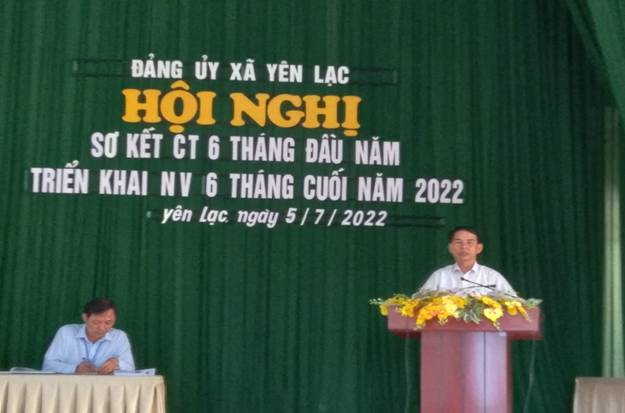 ĐẢNG ỦY XÃ YÊN LẠC
HỘI NGHỊ
SƠ KẾT CT 6 THÁNG ĐẦU NĂM
TRIỂN KHAI NV 6 THÁNG CUỐI NĂM 2022
yên Lạc, ngày 5/7/2022